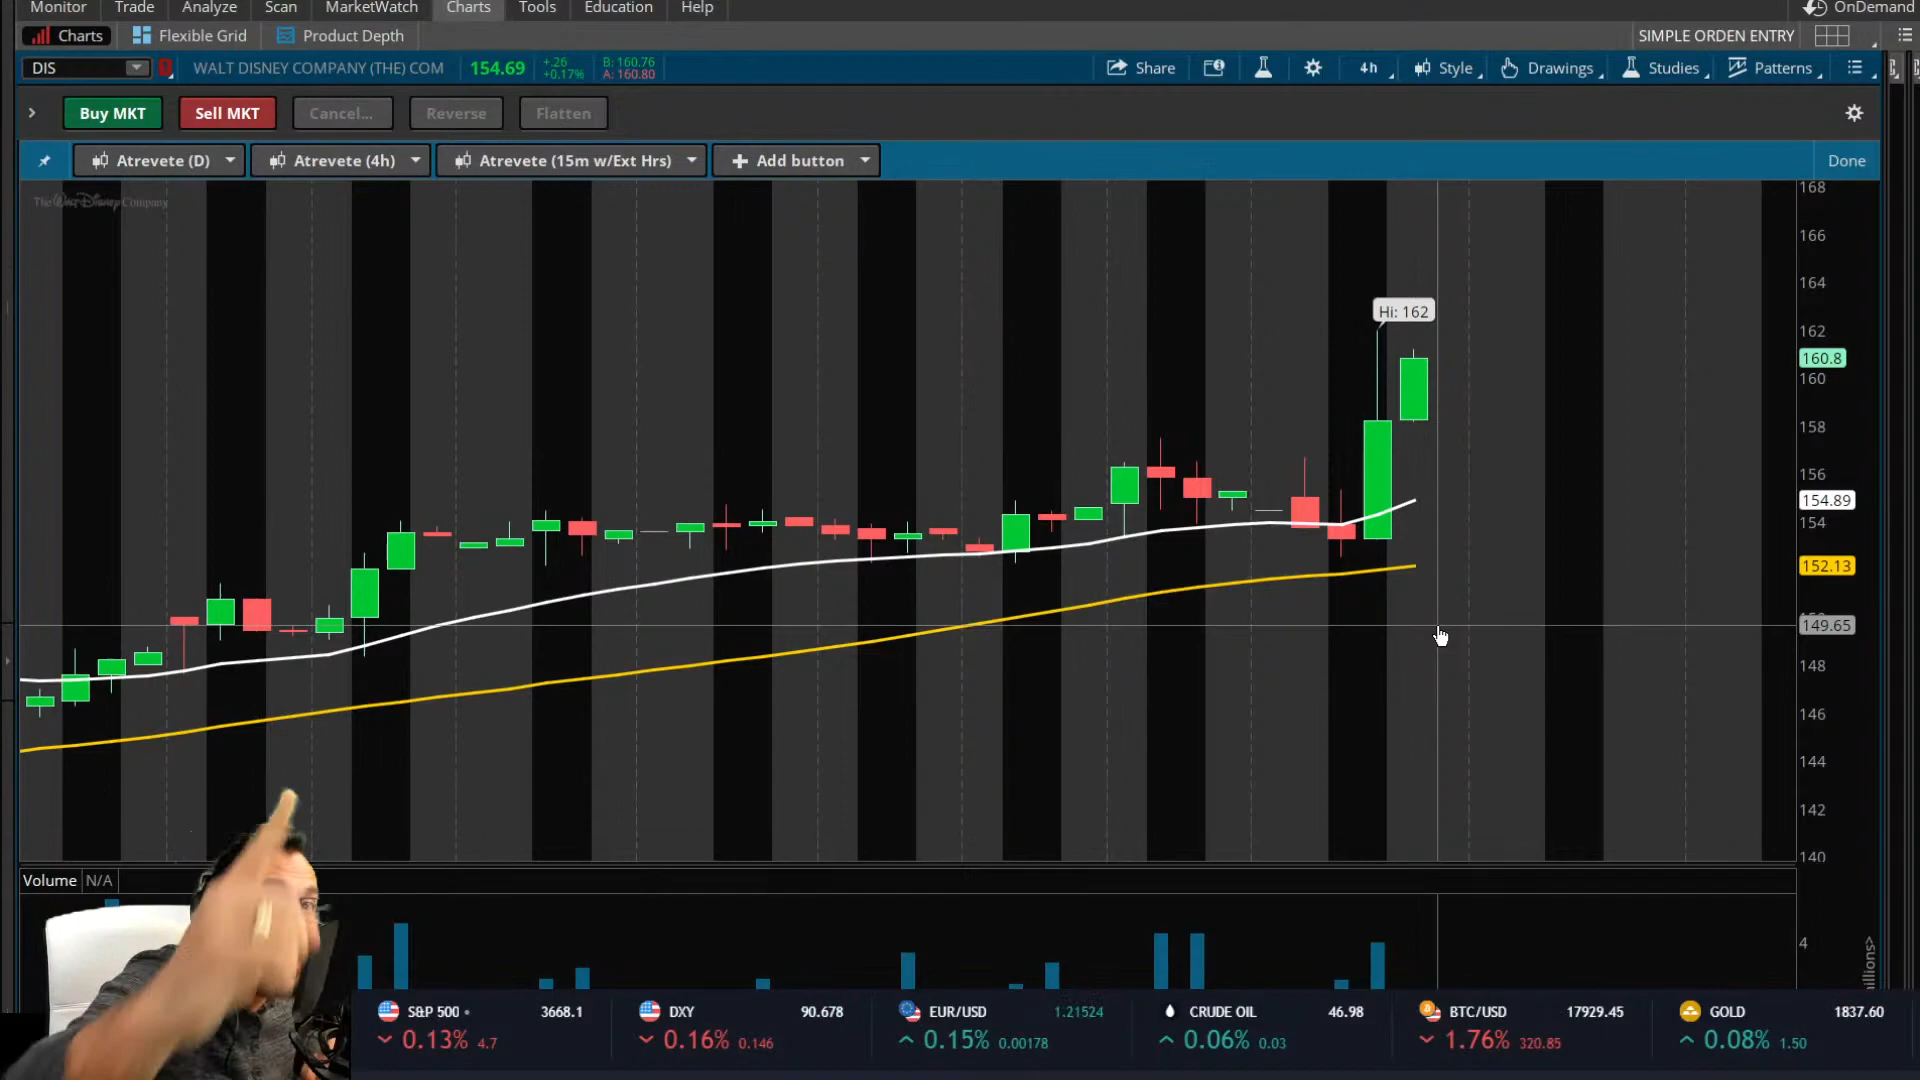 Monitor Trade Analyze Scan MarketWatch Charts Tools Education Help OnDemand
Charts Flexible Grid Product Depth SIMPLE ORDEN ENTRY
DIS WALT DISNEY COMPANY (THE) COM 154.69 +.26 +0.17% B: 160.76 A: 160.80 Share 4h Style Drawings Studies Patterns
Buy MKT Sell MKT Cancel... Reverse Flatten
Atrevete (D) Atrevete (4h) Atrevete (15m w/Ext Hrs) + Add button Done
The Walt Disney Company
168
166
164
Hi: 162
162
160.8
160
158
156
154.89
154
152.13
149.65
148
146
144
142
140
Volume N/A
4
S&P 500 3668.1 DXY 90.678 EUR/USD 1.21524 CRUDE OIL 46.98 BTC/USD 17929.45 GOLD 1837.60
0.13% 4.7 0.16% 0.146 0.15% 0.00178 0.06% 0.03 1.76% 320.85 0.08% 1.50